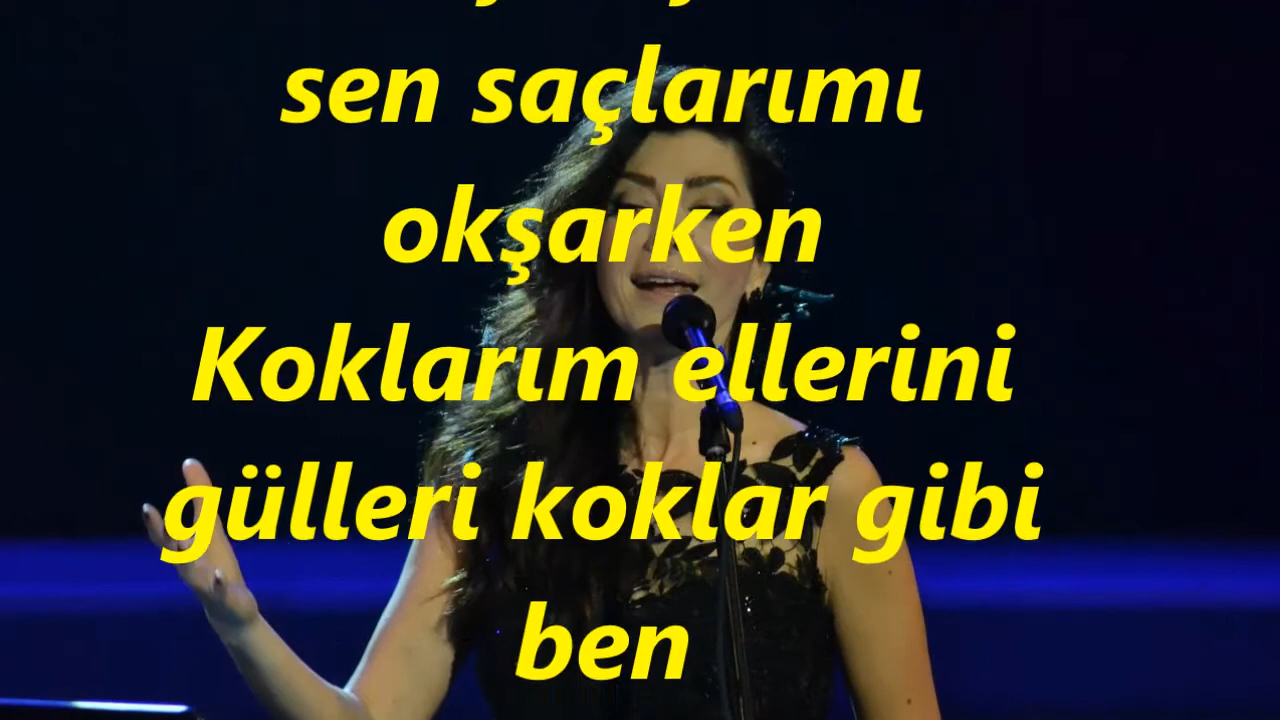 sen saçlarımı
okşarken
Koklarım ellerini
gülleri koklar gibi
ben